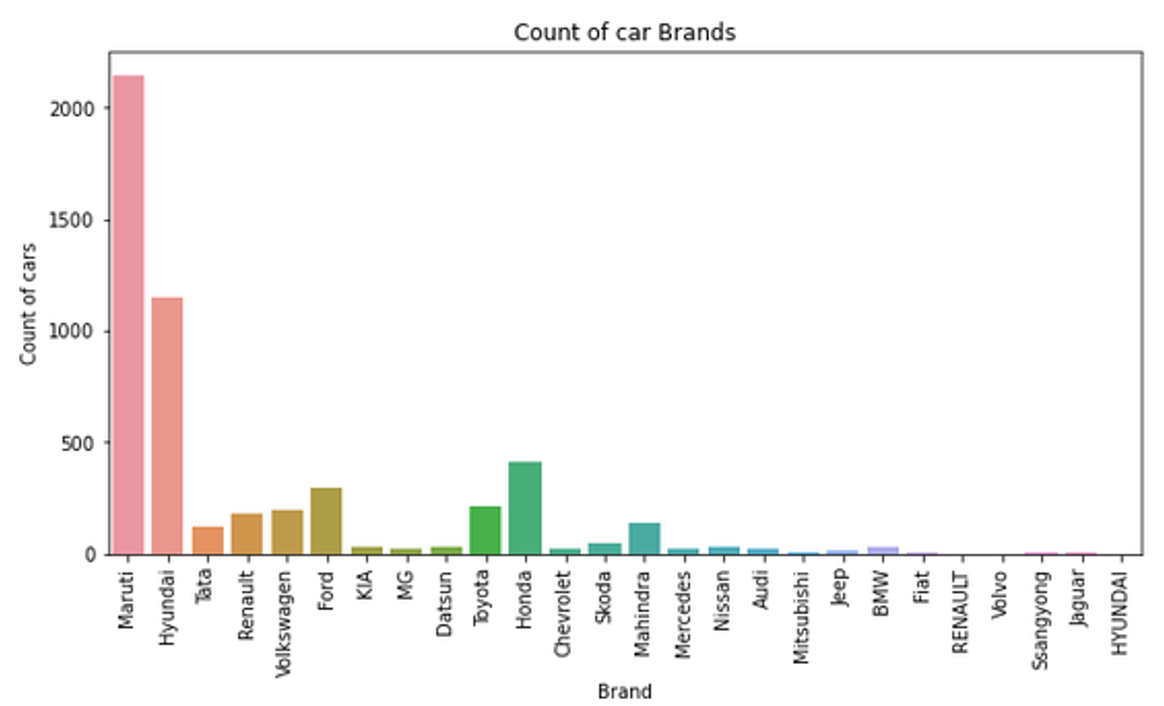 Count of car Brands
Count of cars
2000
1500
1000
500
0
Maruti
Hyundai
Tata
Renault
Volkswagen
Ford
KIA
MG
Datsun
Toyota
Honda
Chevrolet
Skoda
Mahindra
Mercedes
Nissan
Audi
Mitsubishi
Jeep
BMW
Fiat
RENAULT
Volvo
Ssangyong
Jaguar
HYUNDAI
Brand